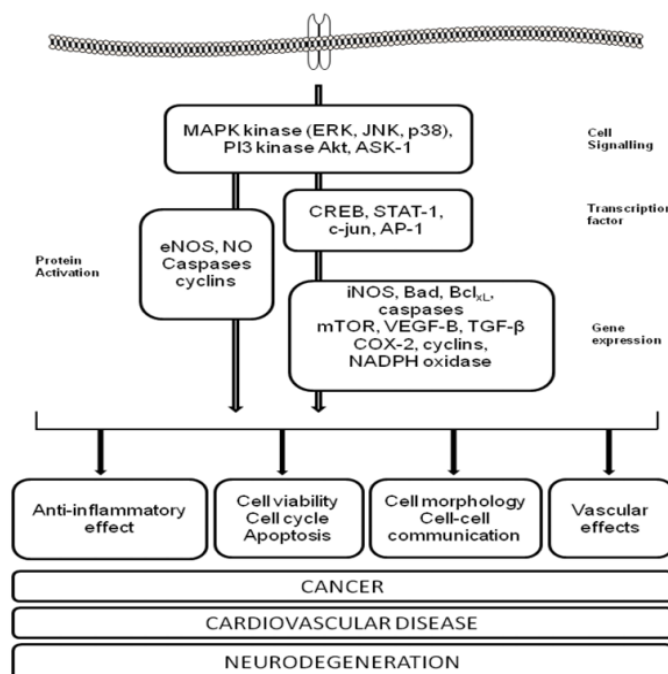 MAPK kinase (ERK, JNK, p38),
PI3 kinase Akt, ASK-1
Cell
Signalling
CREB, STAT-1,
c-jun, AP-1
Transcription
factor
eNOS, NO
Caspases
cyclins
Protein
Activation
iNOS, Bad, BclxL,
caspases
mTOR, VEGF-B, TGF-β
COX-2, cyclins,
NADPH oxidase
Gene
expression
Anti-inflammatory
effect
Cell viability
Cell cycle
Apoptosis
Cell morphology
Cell-cell
communication
Vascular
effects
CANCER
CARDIOVASCULAR DISEASE
NEURODEGENERATION